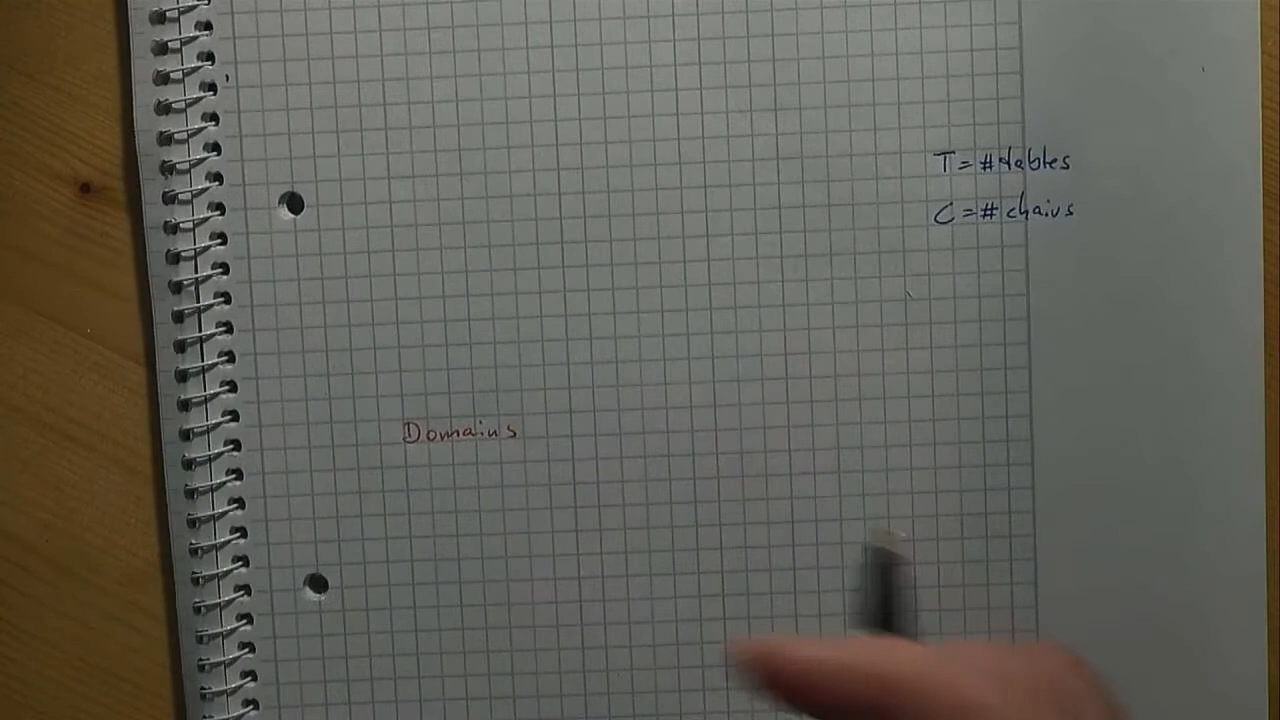 T = #tables
C = # chairs
Domains